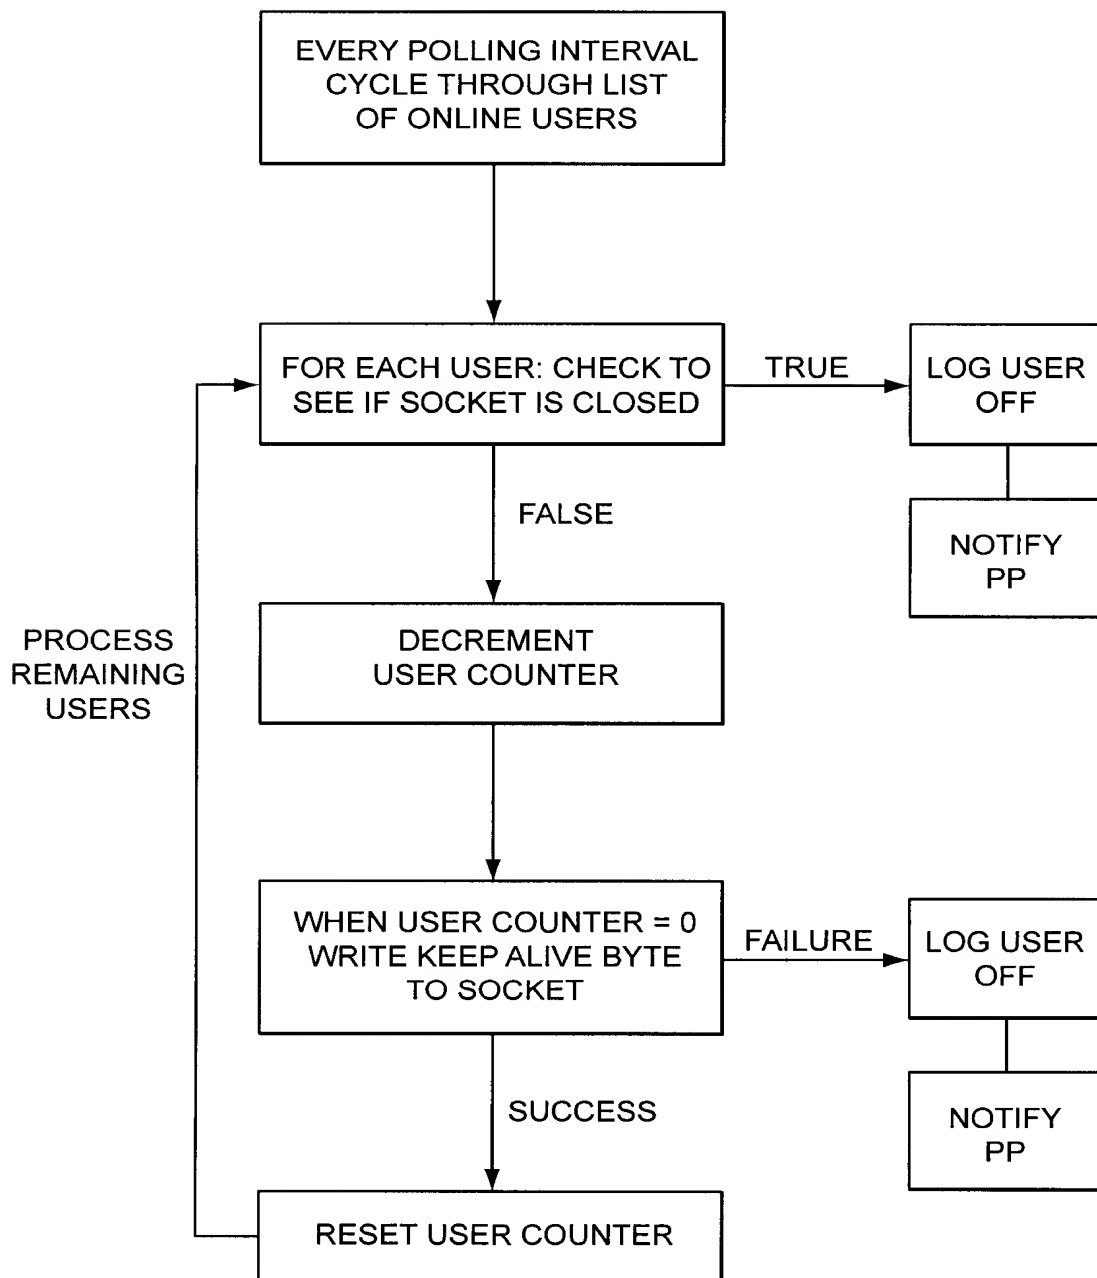 EVERY POLLING INTERVAL
CYCLE THROUGH LIST
OF ONLINE USERS
FOR EACH USER: CHECK TO
SEE IF SOCKET IS CLOSED
TRUE
LOG USER
OFF
NOTIFY
PP
FALSE
DECREMENT
USER COUNTER
PROCESS
REMAINING
USERS
WHEN USER COUNTER = 0
WRITE KEEP ALIVE BYTE
TO SOCKET
FAILURE
LOG USER
OFF
NOTIFY
PP
SUCCESS
RESET USER COUNTER